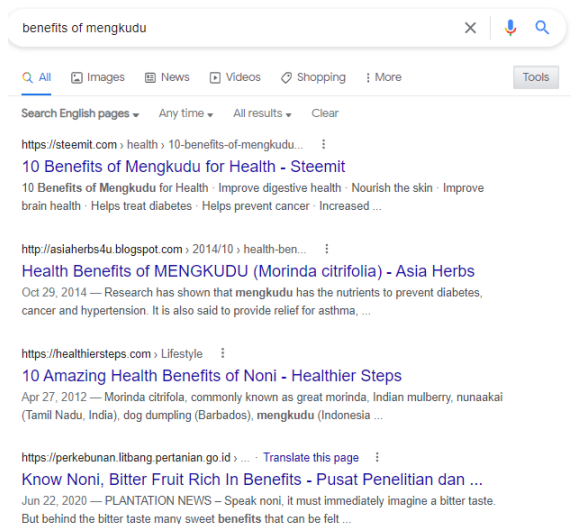 benefits of mengkudu
All Images News Videos Shopping More Tools
Search English pages Any time All results Clear
https://steemit.com › health › 10-benefits-of-mengkudu...
10 Benefits of Mengkudu for Health - Steemit
10 Benefits of Mengkudu for Health · Improve digestive health · Nourish the skin · Improve
brain health · Helps treat diabetes · Helps prevent cancer · Increased ...
http://asiaherbs4u.blogspot.com › 2014/10 › health-ben...
Health Benefits of MENGKUDU (Morinda citrifolia) - Asia Herbs
Oct 29, 2014 — Research has shown that mengkudu has the nutrients to prevent diabetes,
cancer and hypertension. It is also said to provide relief for asthma, ...
https://healthiersteps.com › Lifestyle
10 Amazing Health Benefits of Noni - Healthier Steps
Apr 27, 2012 — Morinda citrifola, commonly known as great morinda, Indian mulberry, nunaakai
(Tamil Nadu, India), dog dumpling (Barbados), mengkudu (Indonesia ...
https://perkebunan.litbang.pertanian.go.id › ... · Translate this page
Know Noni, Bitter Fruit Rich In Benefits - Pusat Penelitian dan ...
Jun 22, 2020 — PLANTATION NEWS – Speak noni, it must immediately imagine a bitter taste.
But behind the bitter taste many sweet benefits that can be felt ...